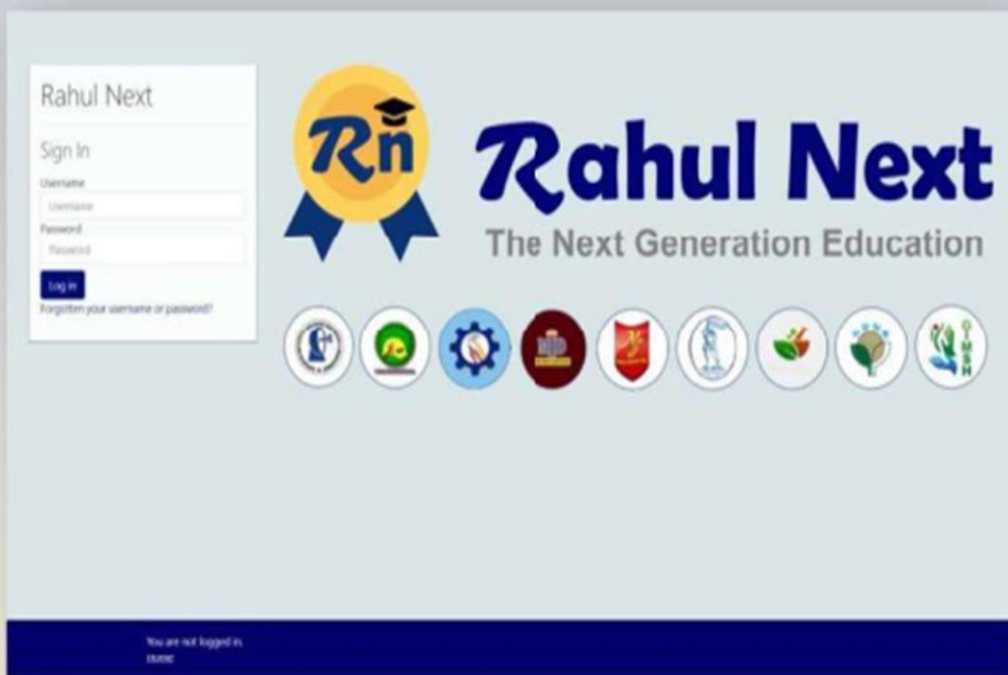 Rahul Next
Sign In
Username
Username
Password
Password
Log in
Forgotten your username or password?
Rn
Rahul Next
The Next Generation Education
You are not logged in.